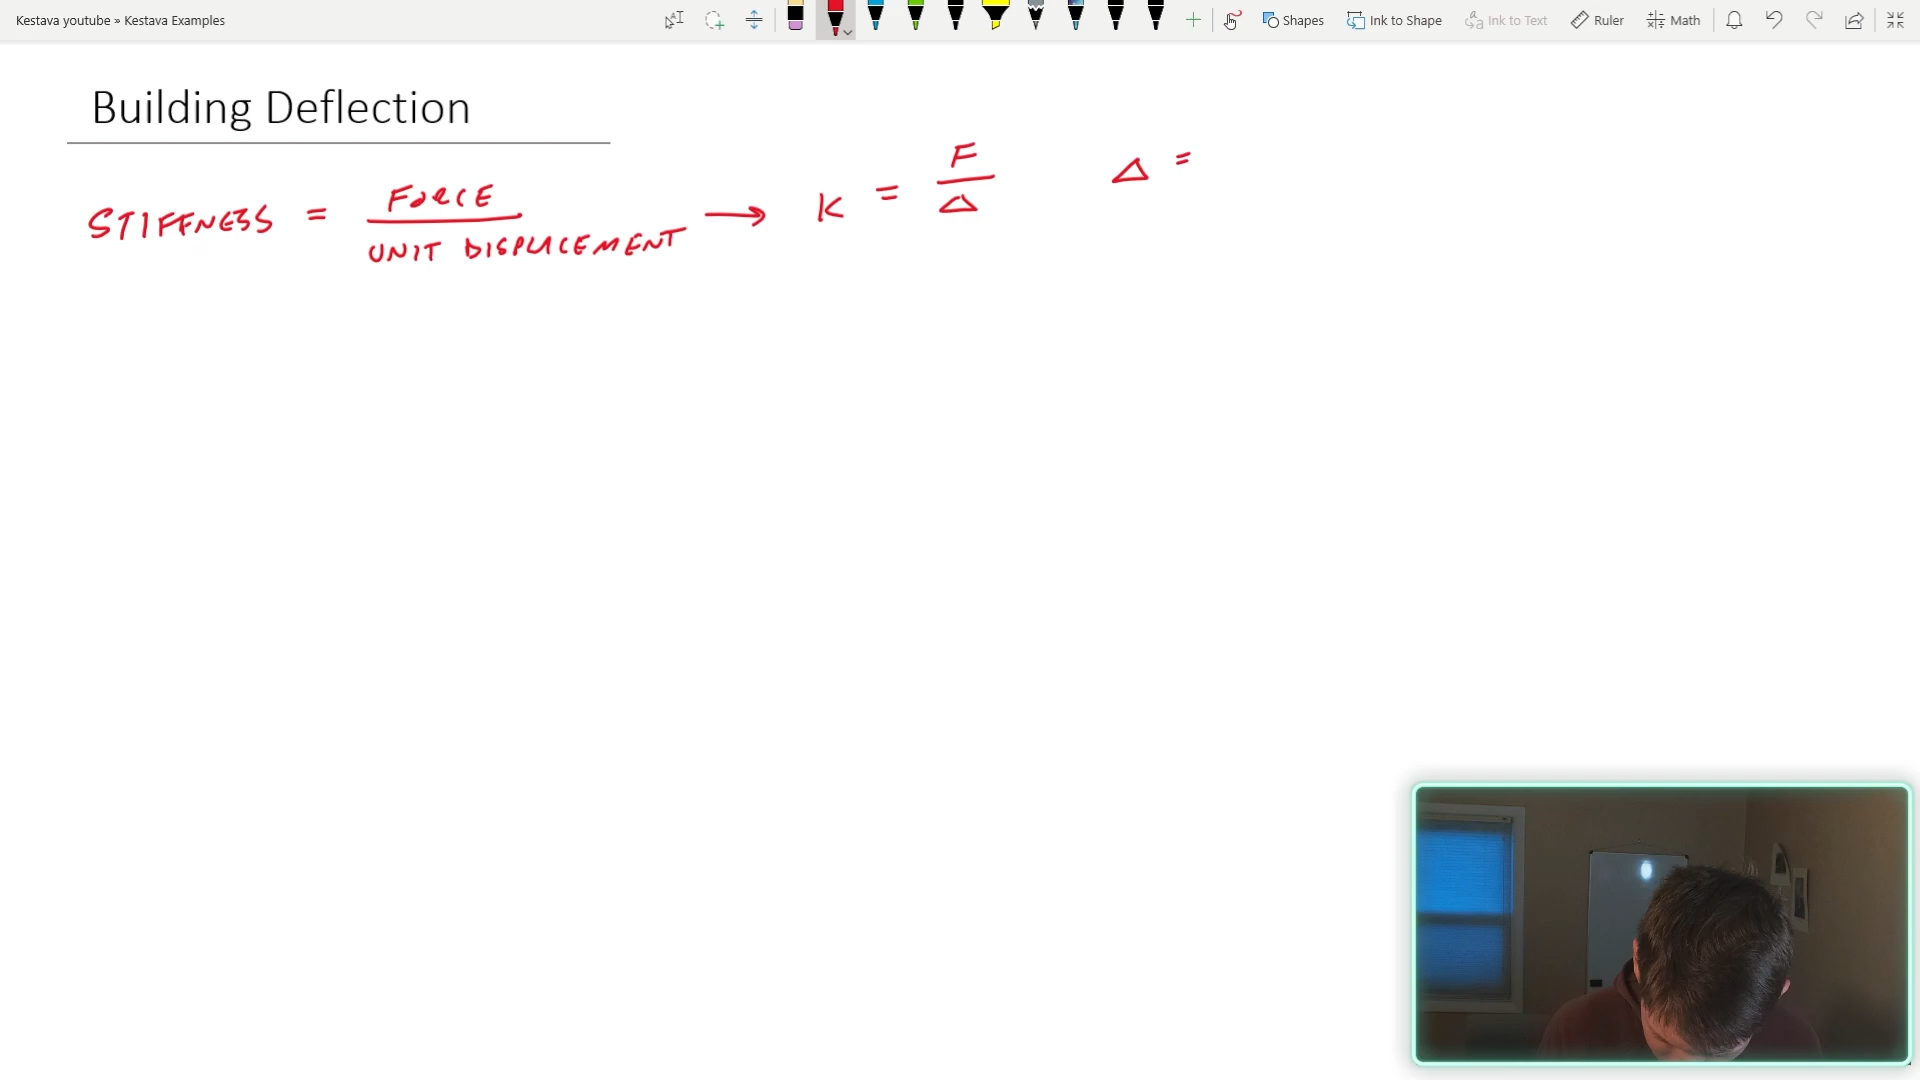 Kestava youtube » Kestava Examples
Shapes
Ink to Shape
Ink to Text
Ruler
Math
Building Deflection
STIFFNESS = FORCE / UNIT DISPLACEMENT → K = F / Δ
Δ =